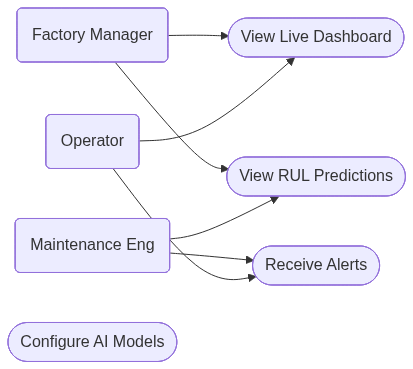 Factory Manager
View Live Dashboard
Operator
View RUL Predictions
Maintenance Eng
Receive Alerts
Configure AI Models